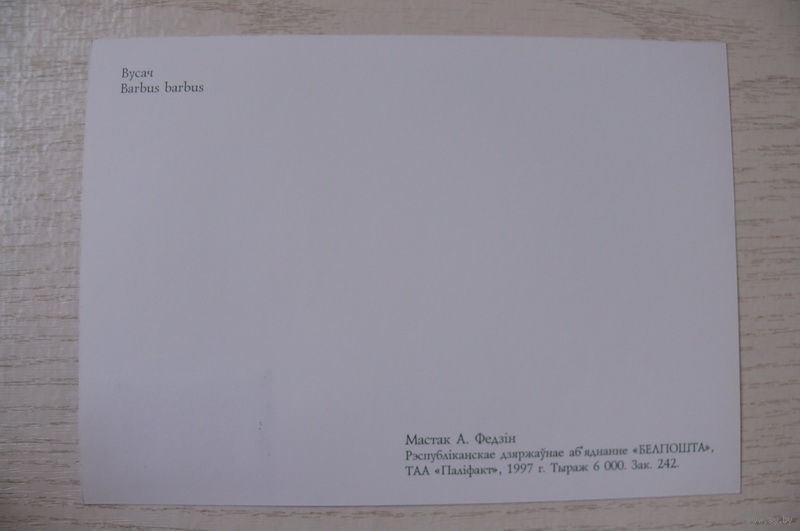 Вусач
Barbus barbus
Мастак А. Федзін
Рэспубліканскае дзяржаўнае аб'яднанне «БЕЛПОШТА»,
ТАА «Паліфакт», 1997 г. Тыраж 6 000. Зак. 242.